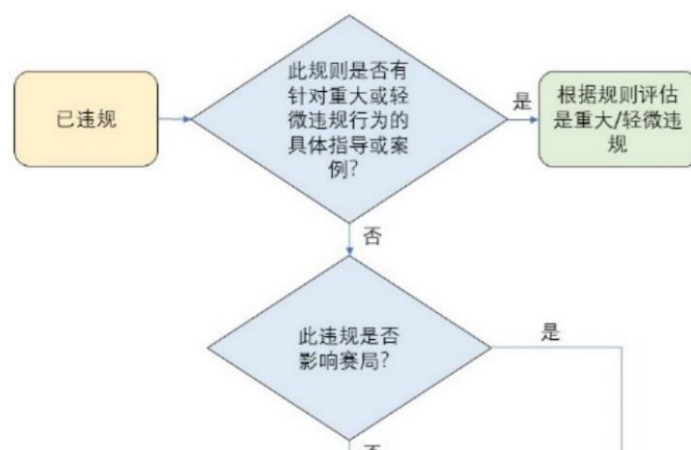 已违规
此规则是否有
针对重大或轻
微违规行为的
具体指导或案
例？
是
根据规则评估
是重大/轻微违
规
否
此违规是否
影响赛局？
是
否